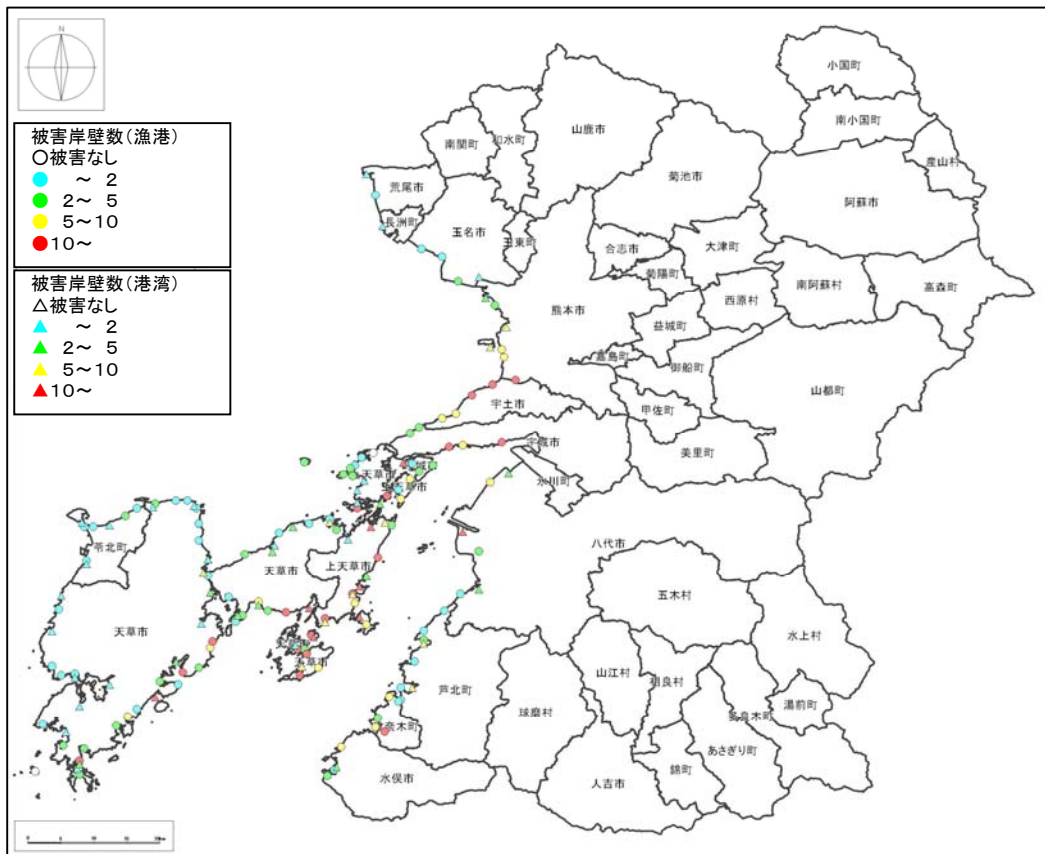 N
被害岸壁数(漁港)
○被害なし
～ 2
2～ 5
5～10
10～
被害岸壁数(港湾)
△被害なし
～ 2
2～ 5
5～10
10～
小国町
南小国町
産山村
山鹿市
和水町
南関町
菊池市
阿蘇市
荒尾市
長洲町
玉名市
玉東町
合志市
大津町
菊陽町
西原村
南阿蘇村
高森町
熊本市
益城町
嘉島町
御船町
山都町
甲佐町
宇土市
宇城市
美里町
氷川町
天草市
八代市
苓北町
天草市
上天草市
五木村
天草市
水上村
山江村
相良村
湯前町
多良木町
芦北町
球磨村
あさぎり町
錦町
水俣市
人吉市